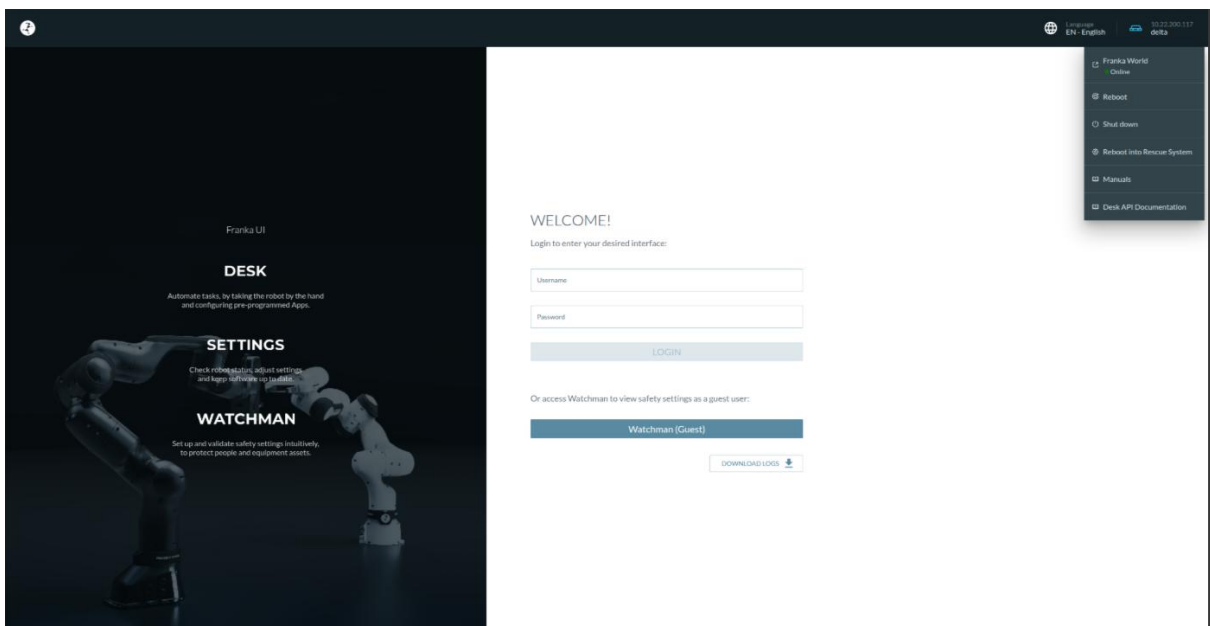 Language
EN - English
10.22.200.117
delta
Franka World
Online
Reboot
Shut down
Reboot into Rescue System
Manuals
Desk API Documentation
Franka UI
DESK
Automate tasks, by taking the robot by the hand
and configuring pre-programmed Apps.
SETTINGS
Check robot status, adjust settings
and keep software up to date.
WATCHMAN
Set up and validate safety settings intuitively,
to protect people and equipment assets.
WELCOME!
Login to enter your desired interface:
Username
Password
LOGIN
Or access Watchman to view safety settings as a guest user:
Watchman (Guest)
DOWNLOAD LOGS